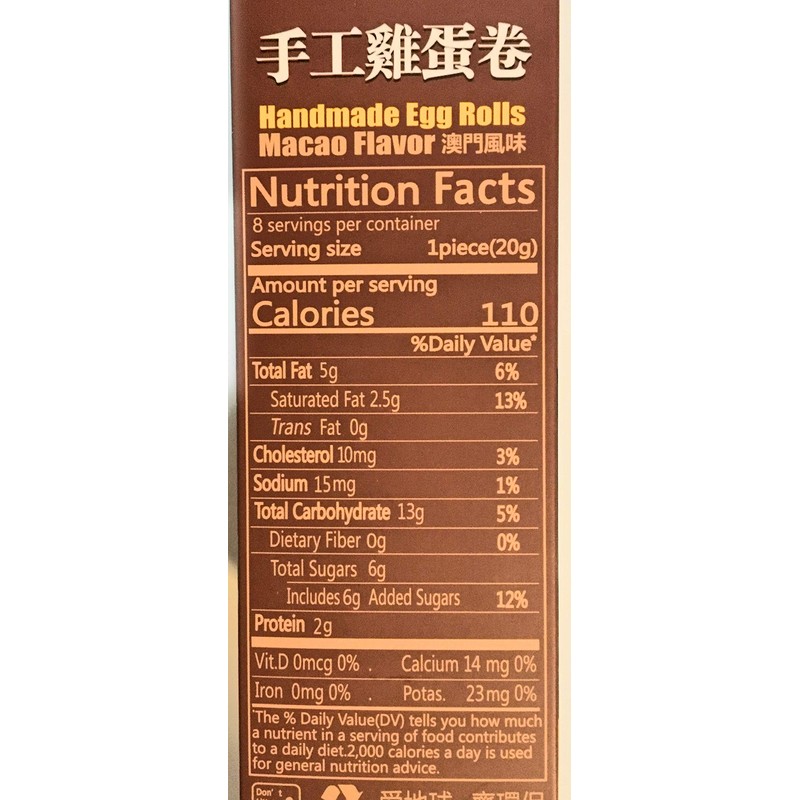 手工雞蛋卷
Handmade Egg Rolls
Macao Flavor 澳門風味
Nutrition Facts
8 servings per container
Serving size 1piece(20g)
Amount per serving
Calories 110
%Daily Value*
Total Fat 5g 6%
Saturated Fat 2.5g 13%
Trans Fat 0g
Cholesterol 10mg 3%
Sodium 15mg 1%
Total Carbohydrate 13g 5%
Dietary Fiber 0g 0%
Total Sugars 6g
Includes 6g Added Sugars 12%
Protein 2g
Vit.D 0mcg 0% . Calcium 14 mg 0%
Iron 0mg 0% . Potas. 23mg 0%
*The % Daily Value(DV) tells you how much
a nutrient in a serving of food contributes
to a daily diet.2,000 calories a day is used
for general nutrition advice.
Don't
愛地球